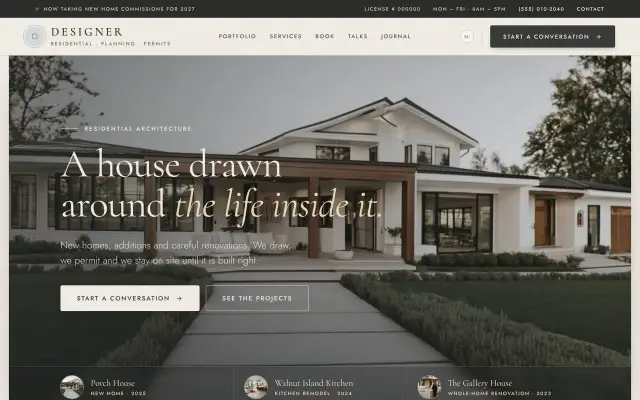 NOW TAKING NEW HOME COMMISSIONS FOR 2027
LICENSE # 000000
MON – FRI · 8AM – 5PM
(555) 010-2040
CONTACT
DESIGNER
RESIDENTIAL · PLANNING · PERMITS
PORTFOLIO
SERVICES
BOOK
TALKS
JOURNAL
START A CONVERSATION →
RESIDENTIAL ARCHITECTURE
A house drawn
around the life inside it.
New homes, additions and careful renovations. We draw,
we permit and we stay on site until it is built right.
START A CONVERSATION →
SEE THE PROJECTS
Porch House
NEW HOME · 2025
Walnut Island Kitchen
KITCHEN REMODEL · 2024
The Gallery House
WHOLE-HOME RENOVATION · 2023